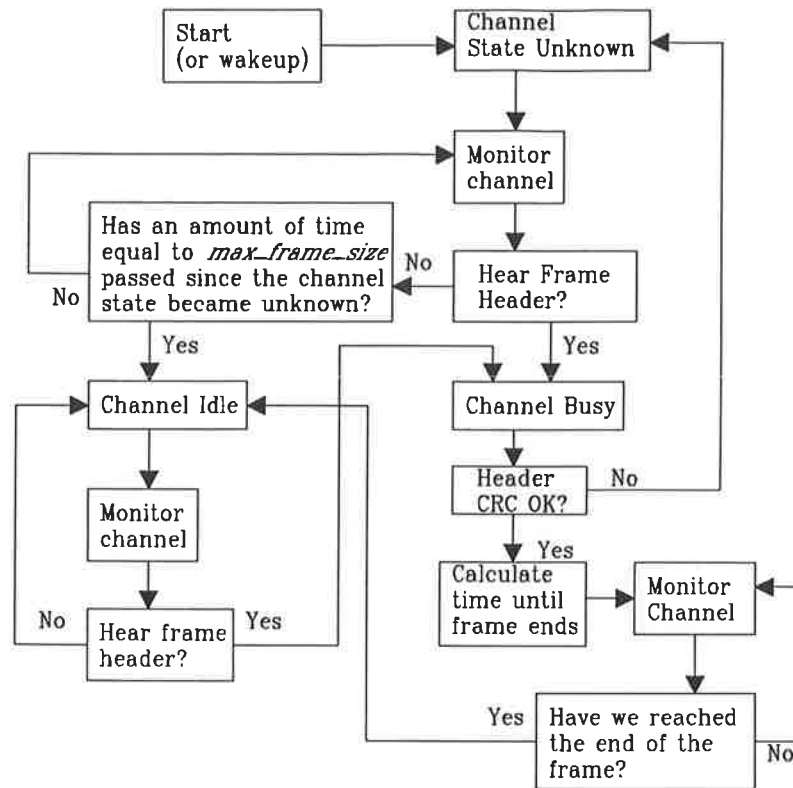 Start
(or wakeup)
Channel
State Unknown
Monitor
channel
Has an amount of time
equal to max_frame_size
passed since the channel
state became unknown?
No
No
Hear Frame
Header?
Yes
Yes
Channel Idle
Channel Busy
Header
CRC OK?
No
Monitor
channel
Yes
Calculate
time until
frame ends
Monitor
Channel
No
Hear frame
header?
Yes
Yes
Have we reached
the end of the
frame?
No